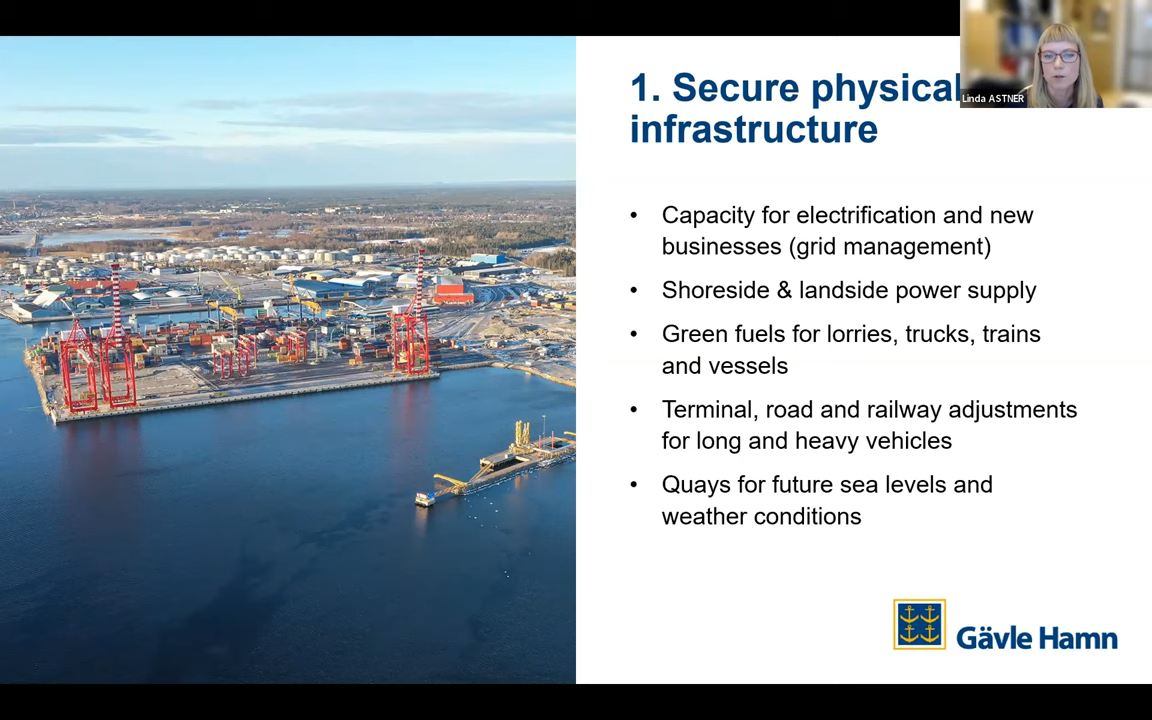 1. Secure physical
infrastructure
Linda ASTNER
• Capacity for electrification and new
businesses (grid management)
• Shoreside & landside power supply
• Green fuels for lorries, trucks, trains
and vessels
• Terminal, road and railway adjustments
for long and heavy vehicles
• Quays for future sea levels and
weather conditions
Gävle Hamn